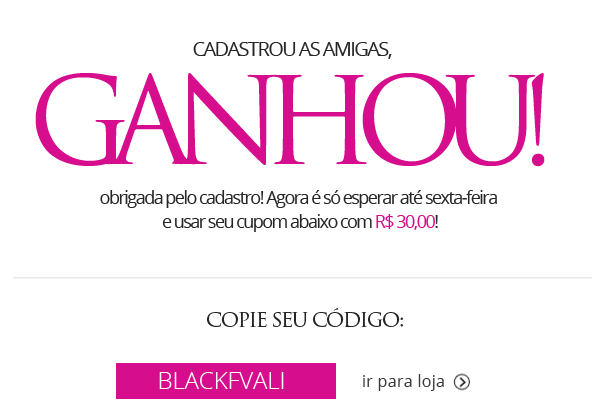 CADASTROU AS AMIGAS,
GANHOU!
obrigada pelo cadastro! Agora é só esperar até sexta-feira
e usar seu cupom abaixo com R$ 30,00!
COPIE SEU CÓDIGO:
BLACKFVALI
ir para loja